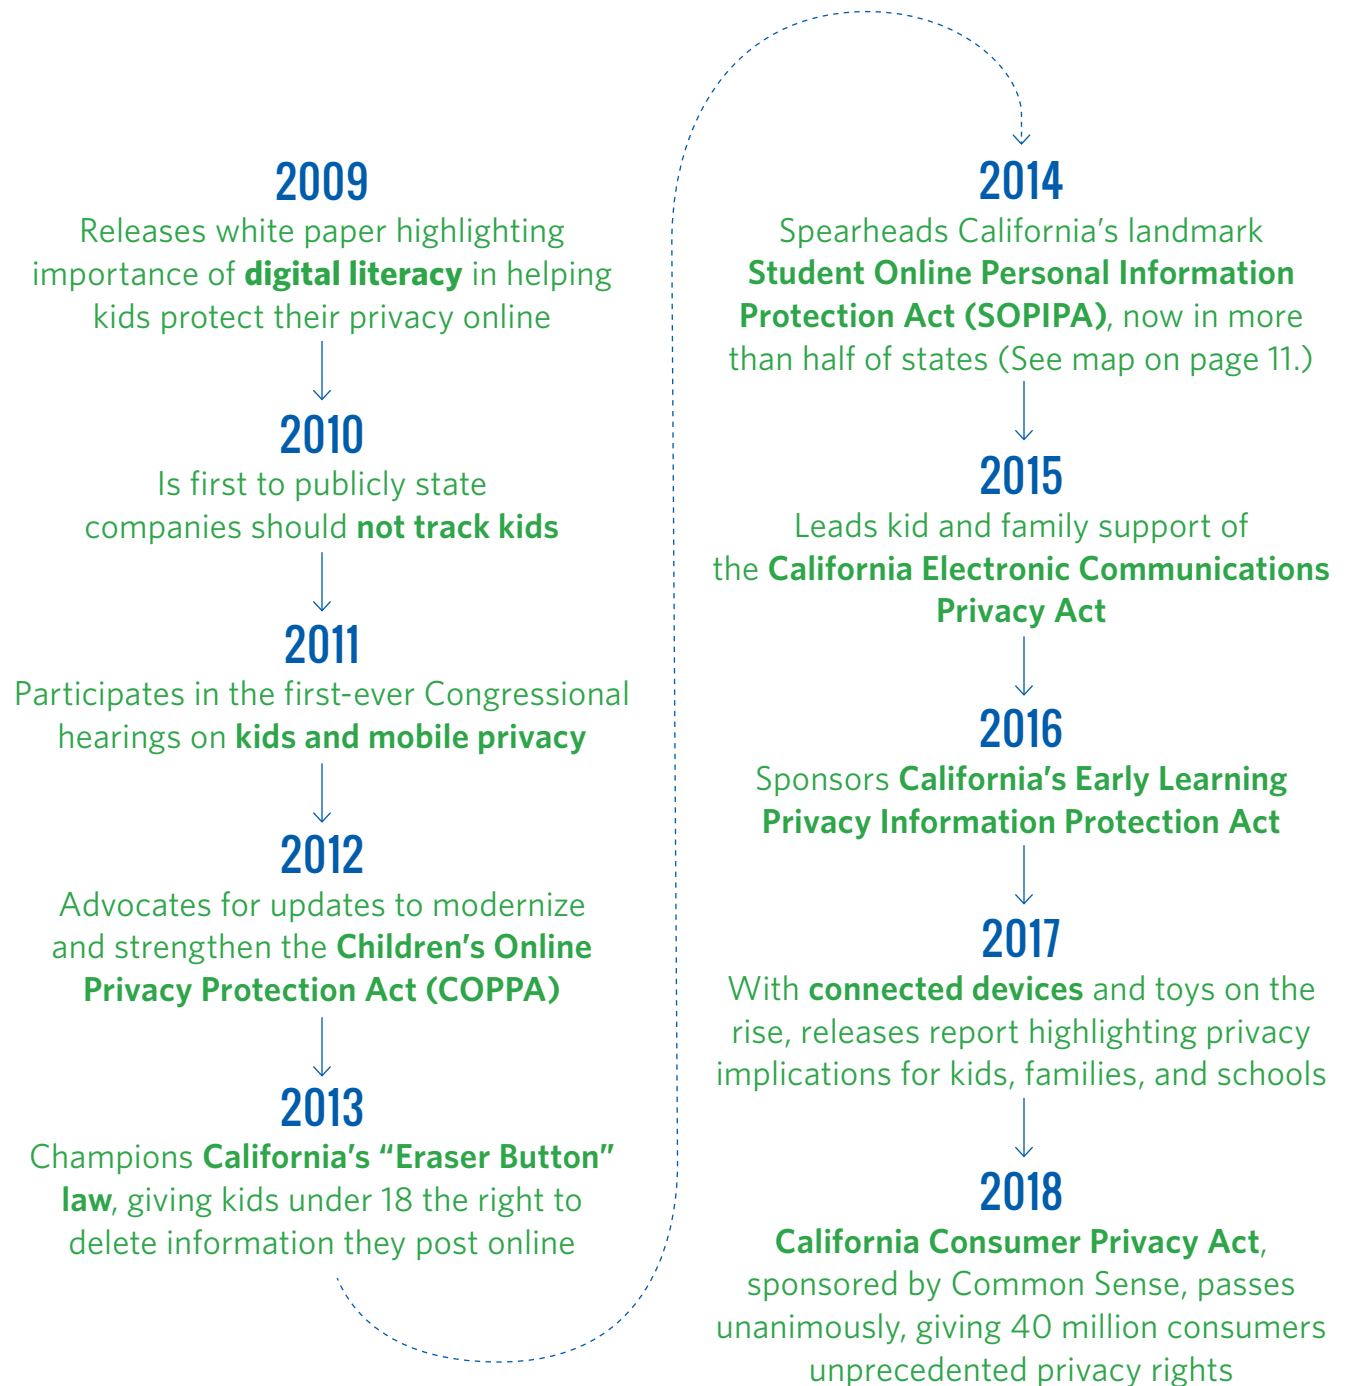 2009
Releases white paper highlighting
importance of digital literacy in helping
kids protect their privacy online
2010
Is first to publicly state
companies should not track kids
2011
Participates in the first-ever Congressional
hearings on kids and mobile privacy
2012
Advocates for updates to modernize
and strengthen the Children's Online
Privacy Protection Act (COPPA)
2013
Champions California's “Eraser Button”
law, giving kids under 18 the right to
delete information they post online
2014
Spearheads California's landmark
Student Online Personal Information
Protection Act (SOPIPA), now in more
than half of states (See map on page 11.)
2015
Leads kid and family support of
the California Electronic Communications
Privacy Act
2016
Sponsors California's Early Learning
Privacy Information Protection Act
2017
With connected devices and toys on the
rise, releases report highlighting privacy
implications for kids, families, and schools
2018
California Consumer Privacy Act,
sponsored by Common Sense, passes
unanimously, giving 40 million consumers
unprecedented privacy rights